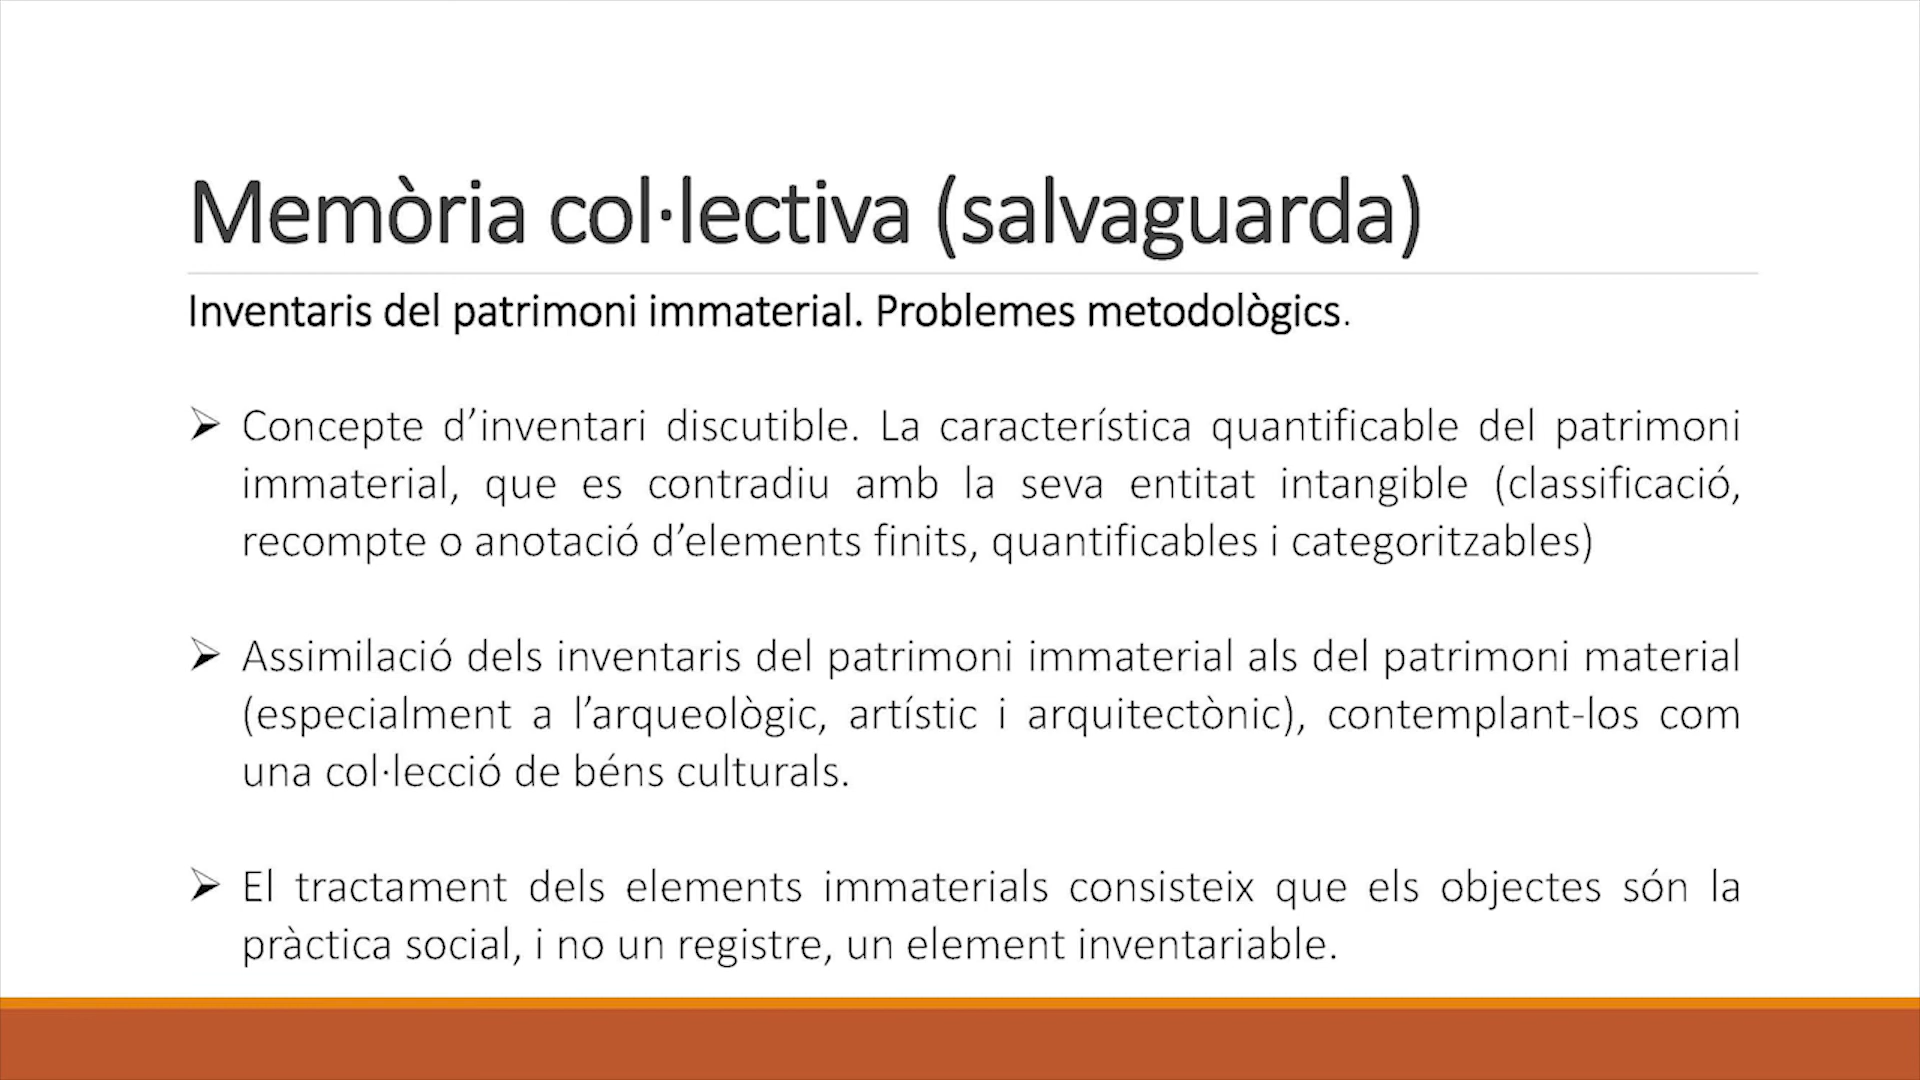 Memòria col·lectiva (salvaguarda)
Inventaris del patrimoni immaterial. Problemes metodològics.
Concepte d’inventari discutible. La característica quantificable del patrimoni
immaterial, que es contradiu amb la seva entitat intangible (classificació,
recompte o anotació d’elements finits, quantificables i categoritzables)
Assimilació dels inventaris del patrimoni immaterial als del patrimoni material
(especialment a l’arqueològic, artístic i arquitectònic), contemplant-los com
una col·lecció de béns culturals.
El tractament dels elements immaterials consisteix que els objectes són la
pràctica social, i no un registre, un element inventariable.